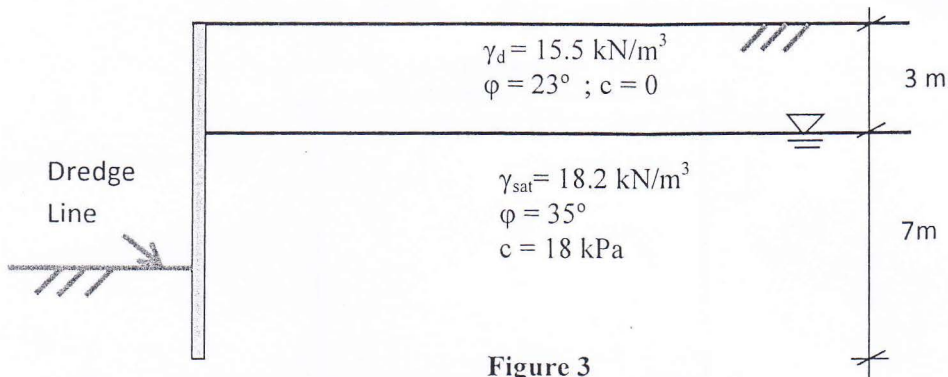 γd = 15.5 kN/m³
φ = 23° ; c = 0
3 m
Dredge
Line
γsat= 18.2 kN/m³
φ = 35°
c = 18 kPa
7m
Figure 3